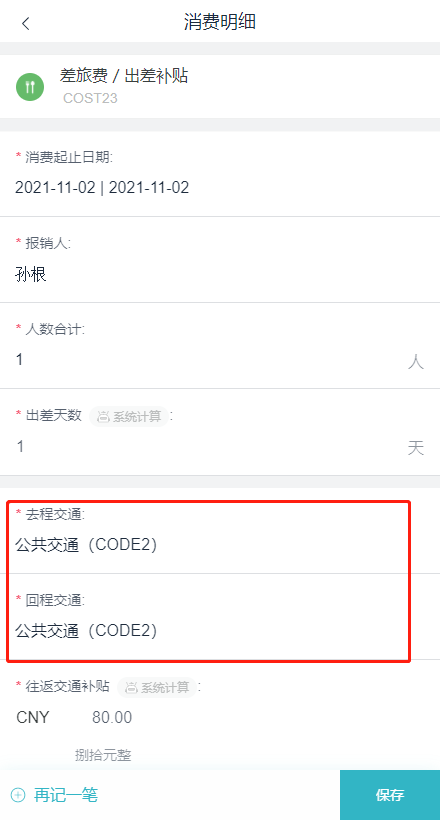 消费明细
差旅费 / 出差补贴
COST23
* 消费起止日期:
2021-11-02 | 2021-11-02
* 报销人:
孙根
* 人数合计:
1 人
* 出差天数 系统计算 :
1 天
* 去程交通:
公共交通（CODE2）
* 回程交通:
公共交通（CODE2）
* 往返交通补贴 系统计算 :
CNY 80.00
捌拾元整
再记一笔 保存